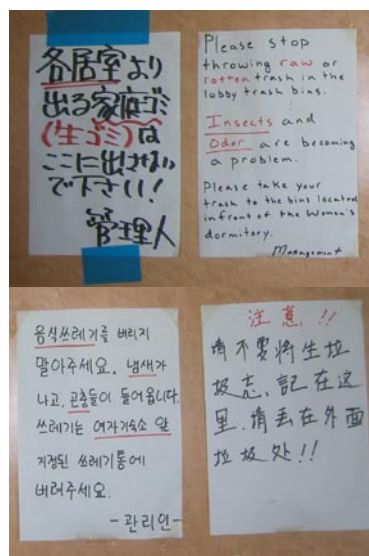 各居室より
出る家庭ゴミ
(生ゴミ)は
ここに出さない
で下さい!
管理人
Please stop
throwing raw or
rotten trash in the
lobby trash bins.
Insects and
Odor are becoming
a problem.
Please take your
trash to the bins located
infront of the Women's
dormitory.
Management
음식쓰레기를 버리지
말아주세요. 냄새가
나고, 곤충들이 들어옵니다.
쓰레기는 여자기숙소 앞
지정된 쓰레기통에
버려주세요.
-관리인-
注意!!
请不要将生垃
圾忘,記在这
里.请丢在外面
垃圾处!!